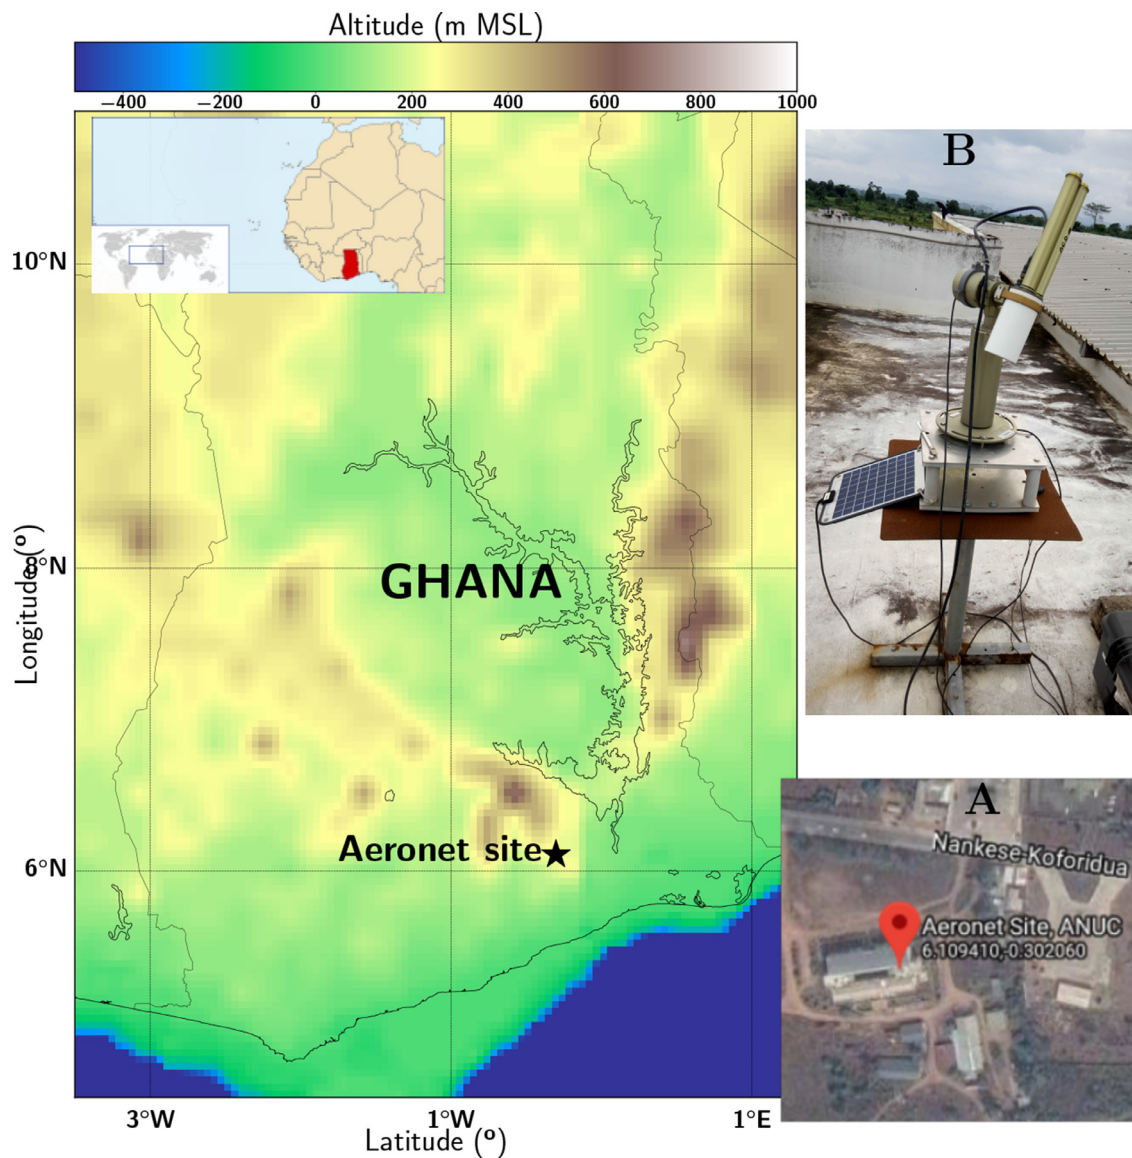 Altitude (m MSL)
−400 −200 0 200 400 600 800 1000
B
10°N
Longitude(º)
8°N
GHANA
Aeronet site
6°N
A
Nankese-Koforidua
Aeronet Site, ANUC
6.109410,-0.302060
3°W 1°W 1°E
Latitude (º)